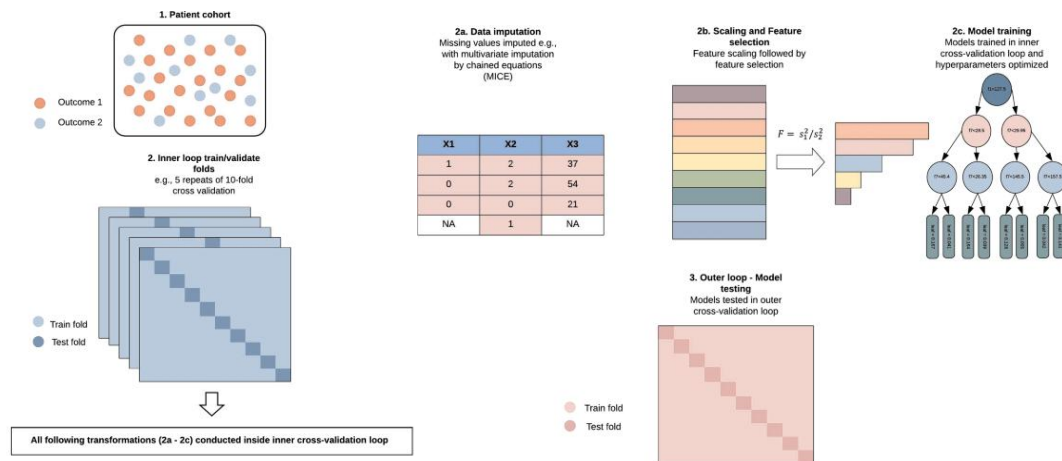 1. Patient cohort
Outcome 1
Outcome 2
2. Inner loop train/validate
folds
e.g., 5 repeats of 10-fold
cross validation
Train fold
Test fold
All following transformations (2a - 2c) conducted inside inner cross-validation loop
2a. Data imputation
Missing values imputed e.g.,
with multivariate imputation
by chained equations
(MICE)
X1 X2 X3
1 2 37
0 2 54
0 0 21
NA 1 NA
2b. Scaling and Feature
selection
Feature scaling followed by
feature selection
F = s₁²/s₂²
2c. Model training
Models trained in inner
cross-validation loop and
hyperparameters optimized
3. Outer loop - Model
testing
Models tested in outer
cross-validation loop
Train fold
Test fold